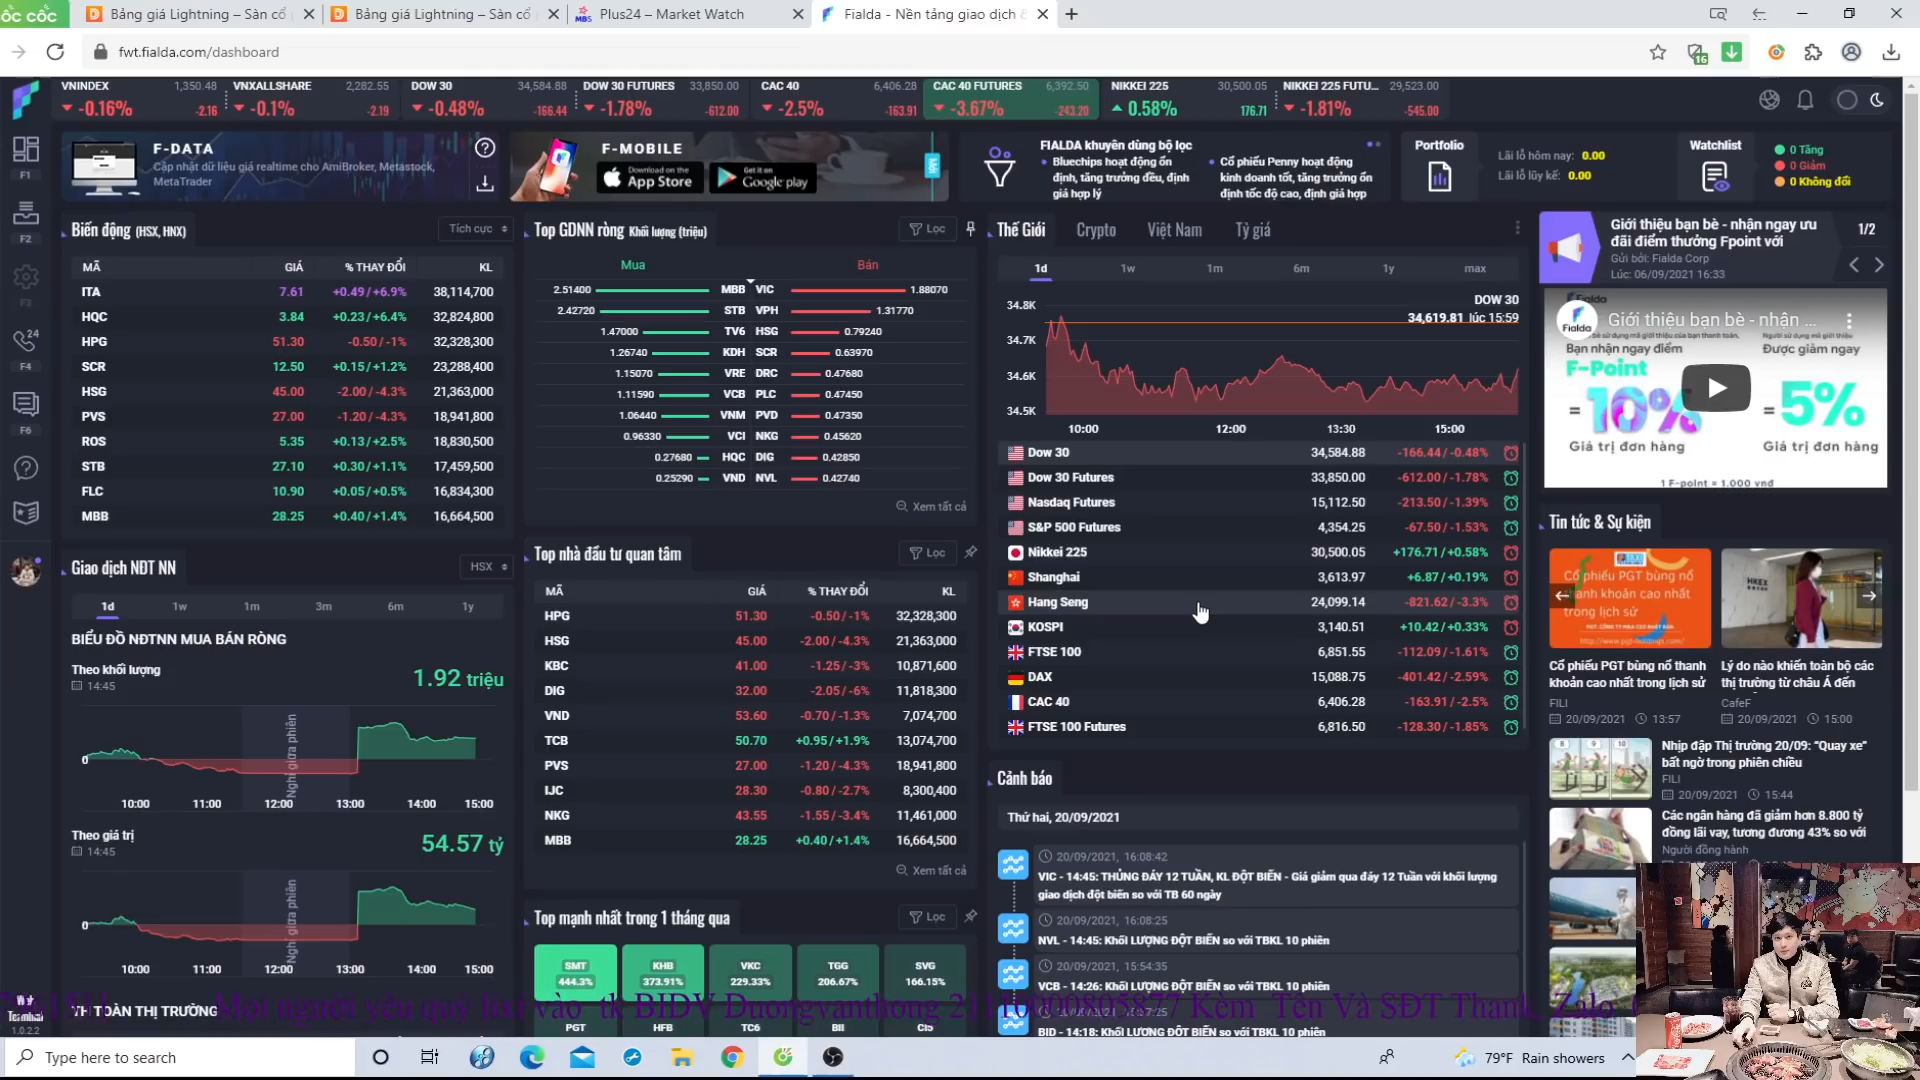 ốc cốc
Bảng giá Lightning – Sàn cổ
Bảng giá Lightning – Sàn cổ
Plus24 – Market Watch
Fialda - Nền tảng giao dịch
fwt.fialda.com/dashboard
16
VNINDEX 1,350.48 -0.16% -2.16
VNXALLSHARE 2,282.55 -0.1% -2.19
DOW 30 34,584.88 -0.48% -166.44
DOW 30 FUTURES 33,850.00 -1.78% -612.00
CAC 40 6,406.28 -2.5% -163.91
CAC 40 FUTURES 6,392.50 -3.67% -243.20
NIKKEI 225 30,500.05 0.58% 176.71
NIKKEI 225 FUTU... 29,523.00 -1.81% -545.00
F1
F2
F3
24
F4
F6
F-DATA
Cập nhật dữ liệu giá realtime cho AmiBroker, Metastock,
MetaTrader
F-MOBILE
Download on the
App Store
Get it on
Google play
FIALDA khuyên dùng bộ lọc
Bluechips hoạt động ổn
định, tăng trưởng đều, định
giá hợp lý
Cổ phiếu Penny hoạt động
kinh doanh tốt, tăng trưởng ổn
định tốc độ cao, định giá hợp
Portfolio
Lãi lỗ hôm nay: 0.00
Lãi lỗ lũy kế: 0.00
Watchlist
0 Tăng
0 Giảm
0 Không đổi
Biến động (HSX, HNX)
Tích cực
MÃ GIÁ % THAY ĐỔI KL
ITA 7.61 +0.49/+6.9% 38,114,700
HQC 3.84 +0.23/+6.4% 32,824,800
HPG 51.30 -0.50/-1% 32,328,300
SCR 12.50 +0.15/+1.2% 23,288,400
HSG 45.00 -2.00/-4.3% 21,363,000
PVS 27.00 -1.20/-4.3% 18,941,800
ROS 5.35 +0.13/+2.5% 18,830,500
STB 27.10 +0.30/+1.1% 17,459,500
FLC 10.90 +0.05/+0.5% 16,834,300
MBB 28.25 +0.40/+1.4% 16,664,500
Giao dịch NĐT NN
HSX
1d 1w 1m 3m 6m 1y
BIỂU ĐỒ NĐTNN MUA BÁN RÒNG
Theo khối lượng
14:45
1.92 triệu
Nghỉ giữa phiên
0
10:00 11:00 12:00 13:00 14:00 15:00
Theo giá trị
14:45
54.57 tỷ
Nghỉ giữa phiên
0
10:00 11:00 12:00 13:00 14:00 15:00
TOÀN THỊ TRƯỜNG
1.0.2.2
Top GDNN ròng Khối lượng (triệu)
Lọc
Mua Bán
2.51400 MBB VIC 1.88070
2.42720 STB VPH 1.31770
1.47000 TV6 HSG 0.79240
1.26740 KDH SCR 0.63970
1.15070 VRE DRC 0.47680
1.11590 VCB PLC 0.47450
1.06440 VNM PVD 0.47350
0.96330 VCI NKG 0.45620
0.27680 HQC DIG 0.42850
0.25290 VND NVL 0.42740
Xem tất cả
Top nhà đầu tư quan tâm
Lọc
MÃ GIÁ % THAY ĐỔI KL
HPG 51.30 -0.50/-1% 32,328,300
HSG 45.00 -2.00/-4.3% 21,363,000
KBC 41.00 -1.25/-3% 10,871,600
DIG 32.00 -2.05/-6% 11,818,300
VND 53.60 -0.70/-1.3% 7,074,700
TCB 50.70 +0.95/+1.9% 13,074,700
PVS 27.00 -1.20/-4.3% 18,941,800
IJC 28.30 -0.80/-2.7% 8,300,400
NKG 43.55 -1.55/-3.4% 11,461,000
MBB 28.25 +0.40/+1.4% 16,664,500
Xem tất cả
Top mạnh nhất trong 1 tháng qua
Lọc
SMT KHB VKC TGG SVG
444.3% 373.91% 229.33% 206.67% 166.15%
PGT HFB TC6 BII
Thế Giới Crypto Việt Nam Tỷ giá
1d 1w 1m 6m 1y max
DOW 30
34,619.81 lúc 15:59
34.8K
34.7K
34.6K
34.5K
10:00 12:00 13:30 15:00
Dow 30 34,584.88 -166.44/-0.48%
Dow 30 Futures 33,850.00 -612.00/-1.78%
Nasdaq Futures 15,112.50 -213.50/-1.39%
S&P 500 Futures 4,354.25 -67.50/-1.53%
Nikkei 225 30,500.05 +176.71/+0.58%
Shanghai 3,613.97 +6.87/+0.19%
Hang Seng 24,099.14 -821.62/-3.3%
KOSPI 3,140.51 +10.42/+0.33%
FTSE 100 6,851.55 -112.09/-1.61%
DAX 15,088.75 -401.42/-2.59%
CAC 40 6,406.28 -163.91/-2.5%
FTSE 100 Futures 6,816.50 -128.30/-1.85%
Cảnh báo
Thứ hai, 20/09/2021
20/09/2021, 16:08:42
VIC - 14:45: THỦNG ĐÁY 12 TUẦN, KL ĐỘT BIẾN - Giá giảm qua đáy 12 Tuần với khối lượng
giao dịch đột biến so với TB 60 ngày
20/09/2021, 16:08:25
NVL - 14:45: Khối LƯỢNG ĐỘT BIẾN so với TBKL 10 phiên
20/09/2021, 15:54:35
VCB - 14:26: Khối LƯỢNG ĐỘT BIẾN so với TBKL 10 phiên
BID - 14:18: Khối LƯỢNG ĐỘT BIẾN so với TBKL 10 phiên
Giới thiệu bạn bè - nhận ngay ưu
đãi điểm thưởng Fpoint với
Gửi bởi: Fialda Corp
Lúc: 06/09/2021 16:33
1/2
Fialda
Giới thiệu bạn bè - nhận ...
Bạn nhận ngay điểm
F-Point
= 10%
Giá trị đơn hàng
Được giảm ngay
= 5%
Giá trị đơn hàng
1 F-point = 1.000 vnd
Tin tức & Sự kiện
Cổ phiếu PGT bùng nổ
thanh khoản cao nhất
trong lịch sử
HKEX
Cổ phiếu PGT bùng nổ thanh
khoản cao nhất trong lịch sử
FILI
20/09/2021 13:57
Lý do nào khiến toàn bộ các
thị trường từ châu Á đến
CafeF
20/09/2021 15:00
8 9 10
Nhịp đập Thị trường 20/09: “Quay xe”
bất ngờ trong phiên chiều
FILI
20/09/2021 15:44
Các ngân hàng đã giảm hơn 8.800 tỷ
đồng lãi vay, tương đương 43% so với
Người đồng hành
Mọi người yêu quý lixi vào tk BIDV Duongvanthong 21110000805877 Kèm Tên Và SĐT Thank, Zalo
Type here to search
79°F Rain showers